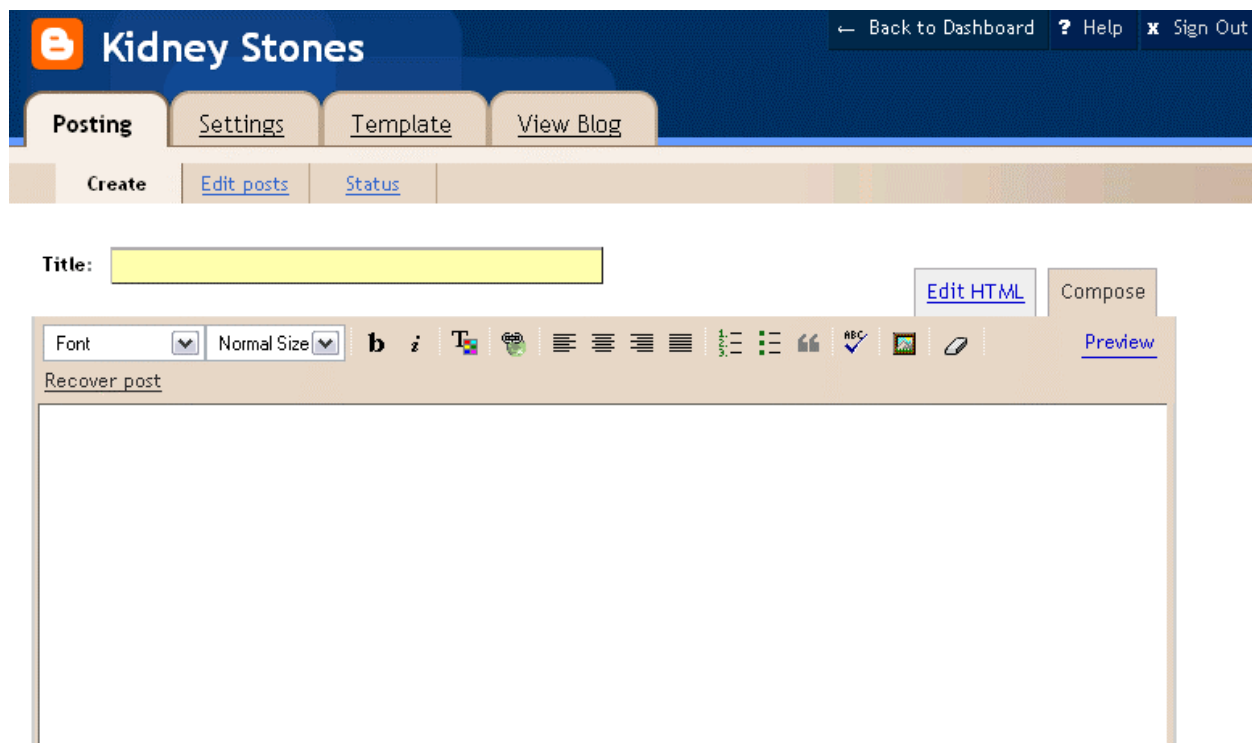 Kidney Stones
← Back to Dashboard ? Help x Sign Out
Posting Settings Template View Blog
Create Edit posts Status
Title:
Edit HTML Compose
Font Normal Size b i T ABC Preview
Recover post